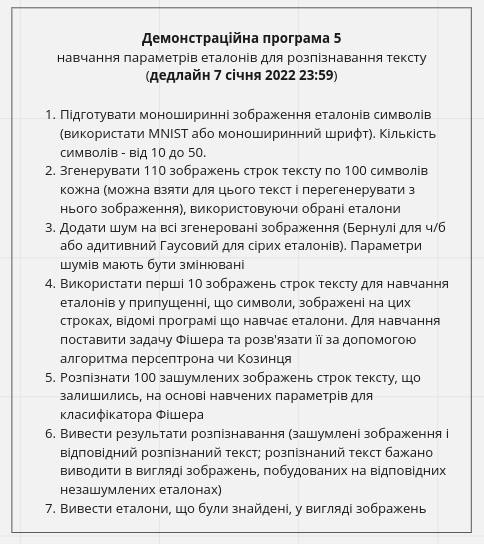 Демонстраційна програма 5
навчання параметрів еталонів для розпізнавання тексту
(дедлайн 7 січня 2022 23:59)
1. Підготувати моноширинні зображення еталонів символів
(використати MNIST або моноширинний шрифт). Кількість
символів - від 10 до 50.
2. Згенерувати 110 зображень строк тексту по 100 символів
кожна (можна взяти для цього текст і перегенерувати з
нього зображення), використовуючи обрані еталони
3. Додати шум на всі згенеровані зображення (Бернулі для ч/б
або адитивний Гаусовий для сірих еталонів). Параметри
шумів мають бути змінювані
4. Використати перші 10 зображень строк тексту для навчання
еталонів у припущенні, що символи, зображені на цих
строках, відомі програмі що навчає еталони. Для навчання
поставити задачу Фішера та розв'язати її за допомогою
алгоритма персептрона чи Козинця
5. Розпізнати 100 зашумлених зображень строк тексту, що
залишились, на основі навчених параметрів для
класифікатора Фішера
6. Вивести результати розпізнавання (зашумлені зображення і
відповідний розпізнаний текст; розпізнаний текст бажано
виводити в вигляді зображень, побудованих на відповідних
незашумлених еталонах)
7. Вивести еталони, що були знайдені, у вигляді зображень